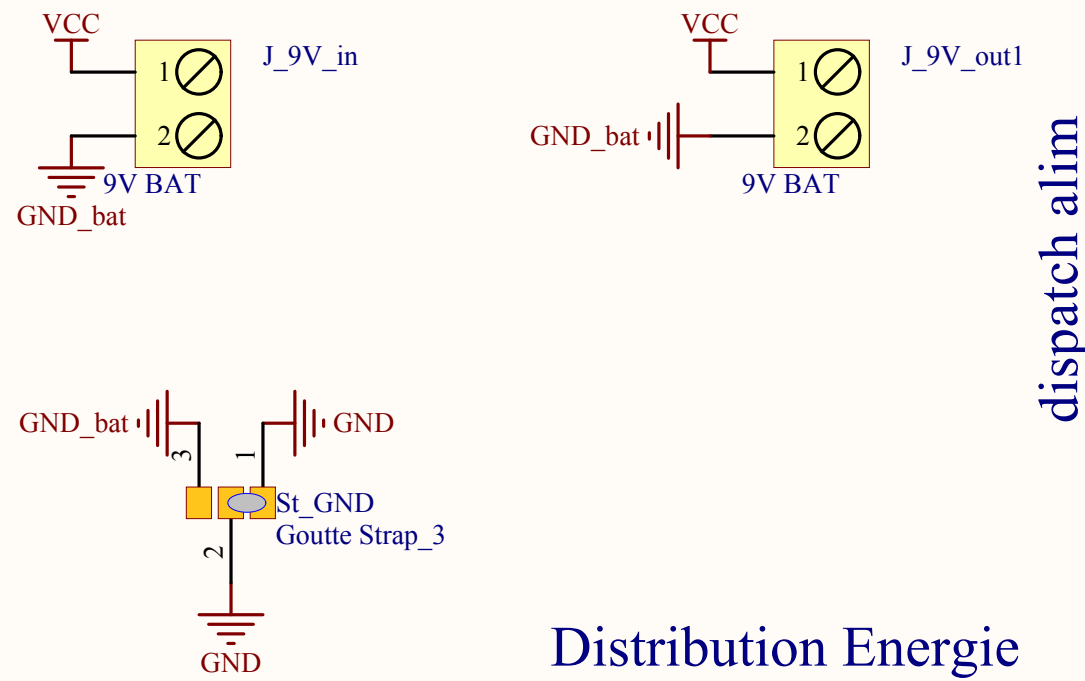 VCC
1
2
J_9V_in
9V BAT
GND_bat
VCC
1
2
J_9V_out1
GND_bat
9V BAT
dispatch alim
GND_bat
3
1
GND
St_GND
Goutte Strap_3
2
GND
Distribution Energie